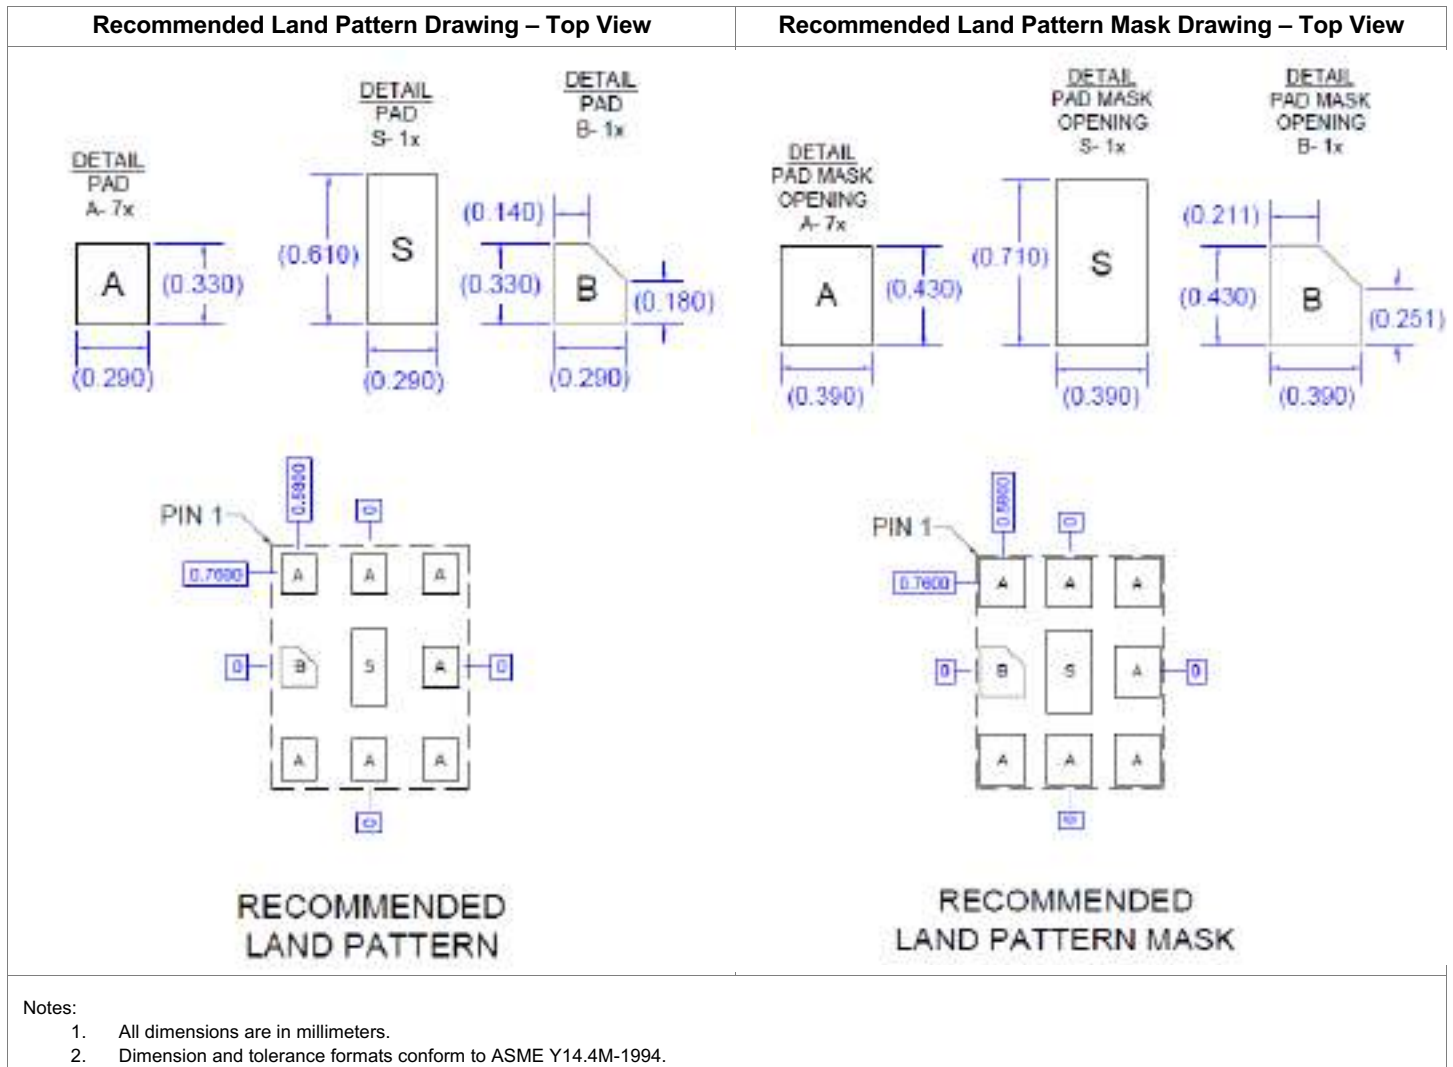 Recommended Land Pattern Drawing – Top View
Recommended Land Pattern Mask Drawing – Top View
DETAIL
PAD
A- 7x
A
(0.330)
(0.290)
DETAIL
PAD
S- 1x
(0.610)
S
(0.290)
DETAIL
PAD
B- 1x
(0.140)
(0.330)
B
(0.180)
(0.290)
DETAIL
PAD MASK
OPENING
A- 7x
A
(0.430)
(0.390)
DETAIL
PAD MASK
OPENING
S- 1x
(0.710)
S
(0.390)
DETAIL
PAD MASK
OPENING
B- 1x
(0.211)
(0.430)
B
(0.251)
(0.390)
PIN 1
0.5800
0
0.7600
A A A
0 B S A 0
A A A
0
RECOMMENDED
LAND PATTERN
PIN 1
0.5800
0
0.7600
A A A
0 B S A 0
A A A
0
RECOMMENDED
LAND PATTERN MASK
Notes:
1. All dimensions are in millimeters.
2. Dimension and tolerance formats conform to ASME Y14.4M-1994.